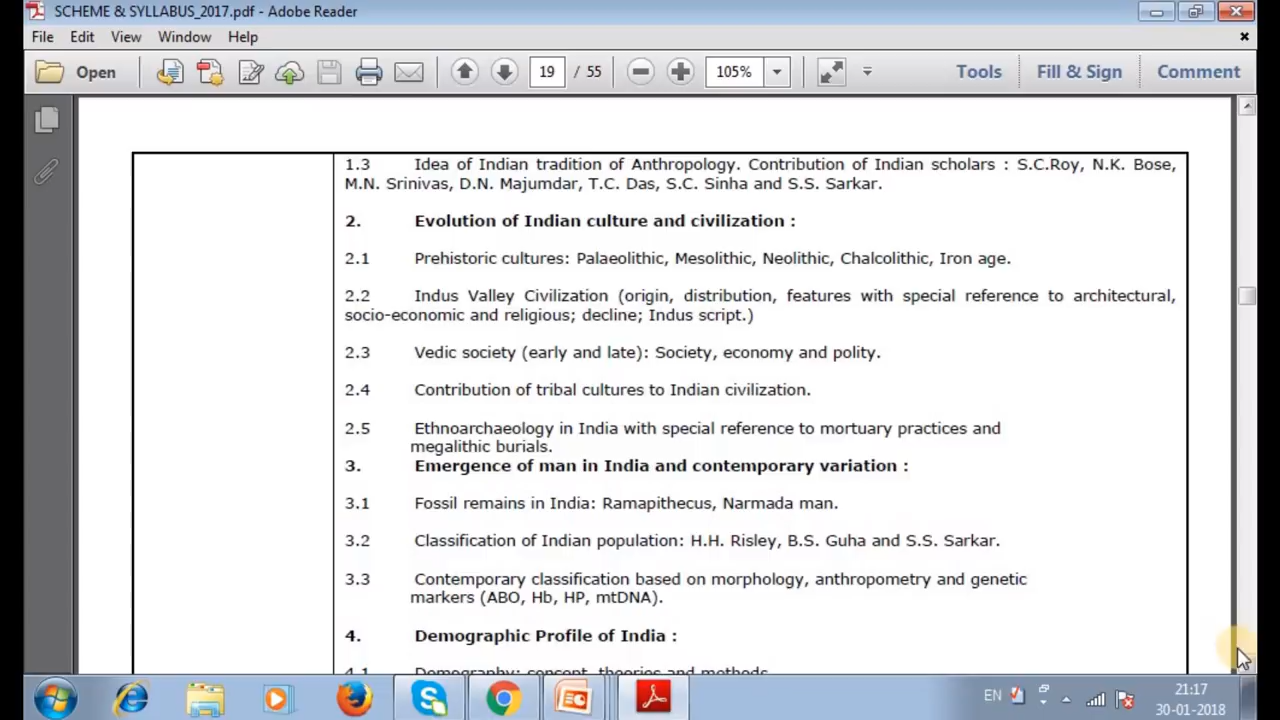 SCHEME & SYLLABUS_2017.pdf - Adobe Reader
File Edit View Window Help
Open 19 / 55 105% Tools Fill & Sign Comment
1.3 Idea of Indian tradition of Anthropology. Contribution of Indian scholars : S.C.Roy, N.K. Bose,
M.N. Srinivas, D.N. Majumdar, T.C. Das, S.C. Sinha and S.S. Sarkar.
2. Evolution of Indian culture and civilization :
2.1 Prehistoric cultures: Palaeolithic, Mesolithic, Neolithic, Chalcolithic, Iron age.
2.2 Indus Valley Civilization (origin, distribution, features with special reference to architectural,
socio-economic and religious; decline; Indus script.)
2.3 Vedic society (early and late): Society, economy and polity.
2.4 Contribution of tribal cultures to Indian civilization.
2.5 Ethnoarchaeology in India with special reference to mortuary practices and
megalithic burials.
3. Emergence of man in India and contemporary variation :
3.1 Fossil remains in India: Ramapithecus, Narmada man.
3.2 Classification of Indian population: H.H. Risley, B.S. Guha and S.S. Sarkar.
3.3 Contemporary classification based on morphology, anthropometry and genetic
markers (ABO, Hb, HP, mtDNA).
4. Demographic Profile of India :
4.1 Demography: concept, theories and methods.
EN 21:17
30-01-2018